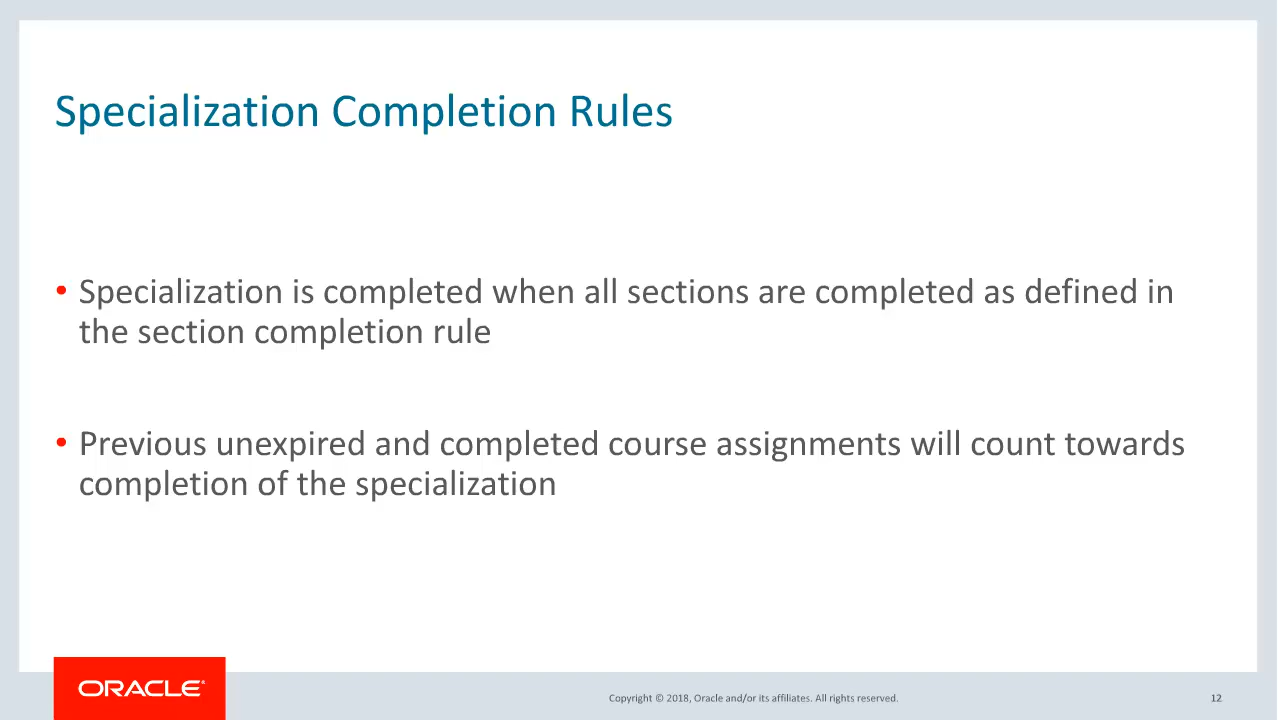 Specialization Completion Rules
• Specialization is completed when all sections are completed as defined in
the section completion rule
• Previous unexpired and completed course assignments will count towards
completion of the specialization
ORACLE®
Copyright © 2018, Oracle and/or its affiliates. All rights reserved.
12